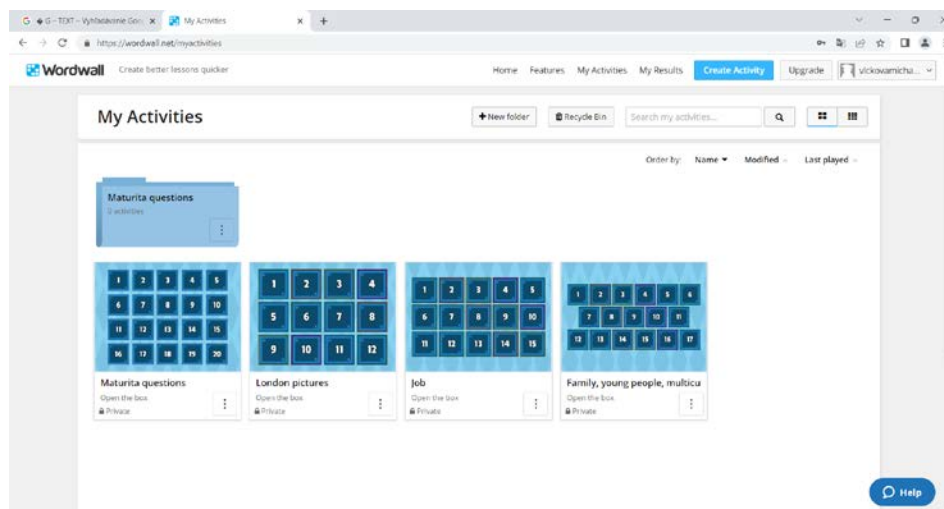 G - TEXT - Vyhľadávanie Goo
My Activities
https://wordwall.net/myactivities
Wordwall
Create better lessons quicker
Home Features My Activities My Results Create Activity Upgrade vickovamicha...
My Activities
New folder Recycle Bin Search my activities...
Order by: Name Modified Last played
Maturita questions
activities
1 2 3 4 5
6 7 8 9 10
11 12 13 14 15
16 17 18 19 20
Maturita questions
Open the box
Private
1 2 3 4
5 6 7 8
9 10 11 12
London pictures
Open the box
Private
1 2 3 4 5
6 7 8 9 10
11 12 13 14 15
Job
Open the box
Private
1 2 3 4 5 6
7 8 9 10 11
12 13 14 15 16 17
Family, young people, multicu
Open the box
Private
Help